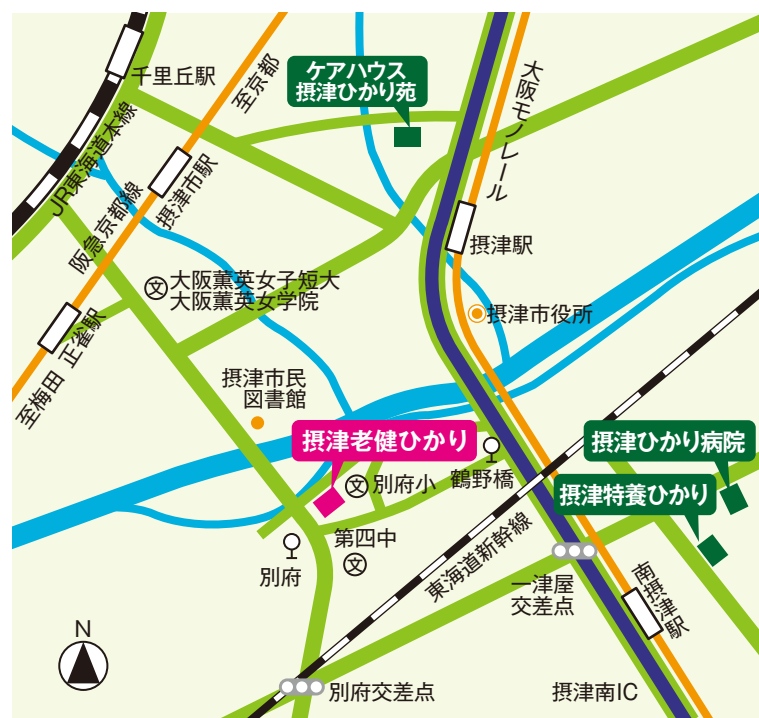 千里丘駅
至京都
ケアハウス
摂津ひかり苑
大阪モノレール
JR東海道本線
阪急京都線
摂津市駅
摂津駅
大阪薫英女子短大
大阪薫英女学院
文
摂津市役所
正雀駅
至梅田
摂津市民
図書館
摂津老健ひかり
摂津ひかり病院
文
別府小
鶴野橋
摂津特養ひかり
第四中
文
別府
東海道新幹線
一津屋
交差点
南摂津駅
N
別府交差点
摂津南IC